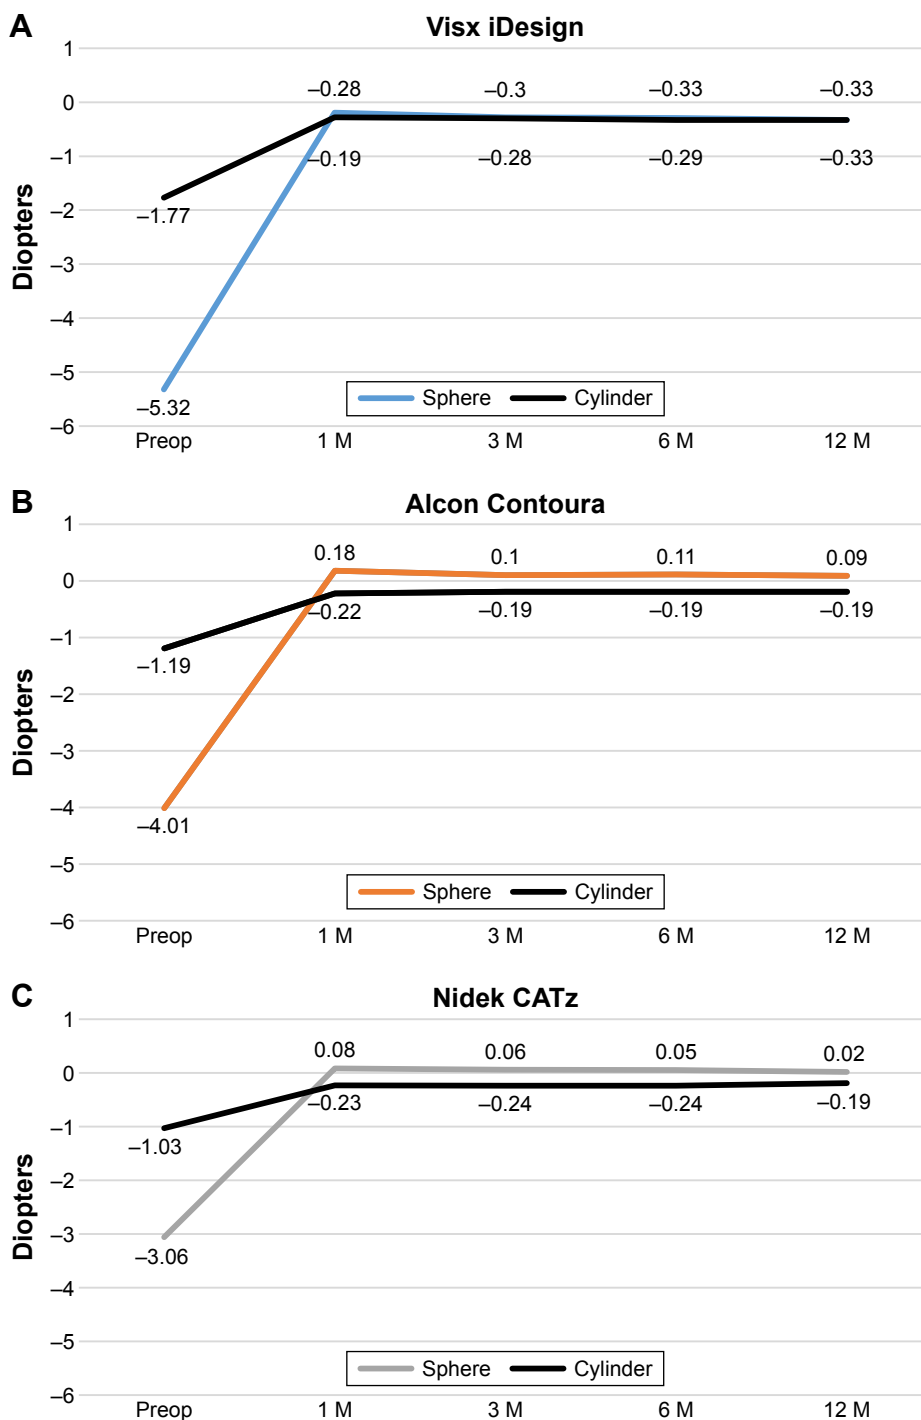 A
Visx iDesign
1
0
–1
–2
–3
–4
–5
–6
Diopters
–0.28 –0.3 –0.33 –0.33
–0.19 –0.28 –0.29 –0.33
–1.77
–5.32
Sphere Cylinder
Preop 1 M 3 M 6 M 12 M
B
Alcon Contoura
1
0
–1
–2
–3
–4
–5
–6
Diopters
0.18 0.1 0.11 0.09
–0.22 –0.19 –0.19 –0.19
–1.19
–4.01
Sphere Cylinder
Preop 1 M 3 M 6 M 12 M
C
Nidek CATz
1
0
–1
–2
–3
–4
–5
–6
Diopters
0.08 0.06 0.05 0.02
–0.23 –0.24 –0.24 –0.19
–1.03
–3.06
Sphere Cylinder
Preop 1 M 3 M 6 M 12 M